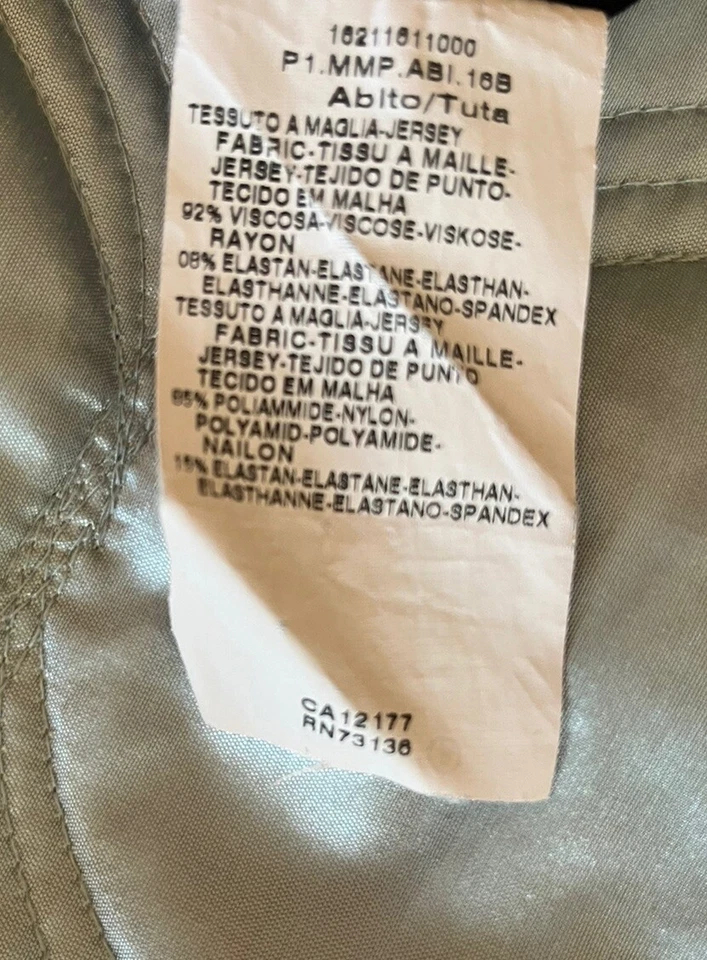 16211611000
P1.MMP.ABI.16B
Abito/Tuta
TESSUTO A MAGLIA-JERSEY
FABRIC-TISSU A MAILLE-
JERSEY-TEJIDO DE PUNTO-
TECIDO EM MALHA
92% VISCOSA-VISCOSE-VISKOSE-
RAYON
08% ELASTAN-ELASTANE-ELASTHAN-
ELASTHANNE-ELASTANO-SPANDEX
TESSUTO A MAGLIA-JERSEY
FABRIC-TISSU A MAILLE-
JERSEY-TEJIDO DE PUNTO
TECIDO EM MALHA
85% POLIAMMIDE-NYLON-
POLYAMID-POLYAMIDE-
NAILON
15% ELASTAN-ELASTANE-ELASTHAN-
ELASTHANNE-ELASTANO-SPANDEX
CA12177
RN73136